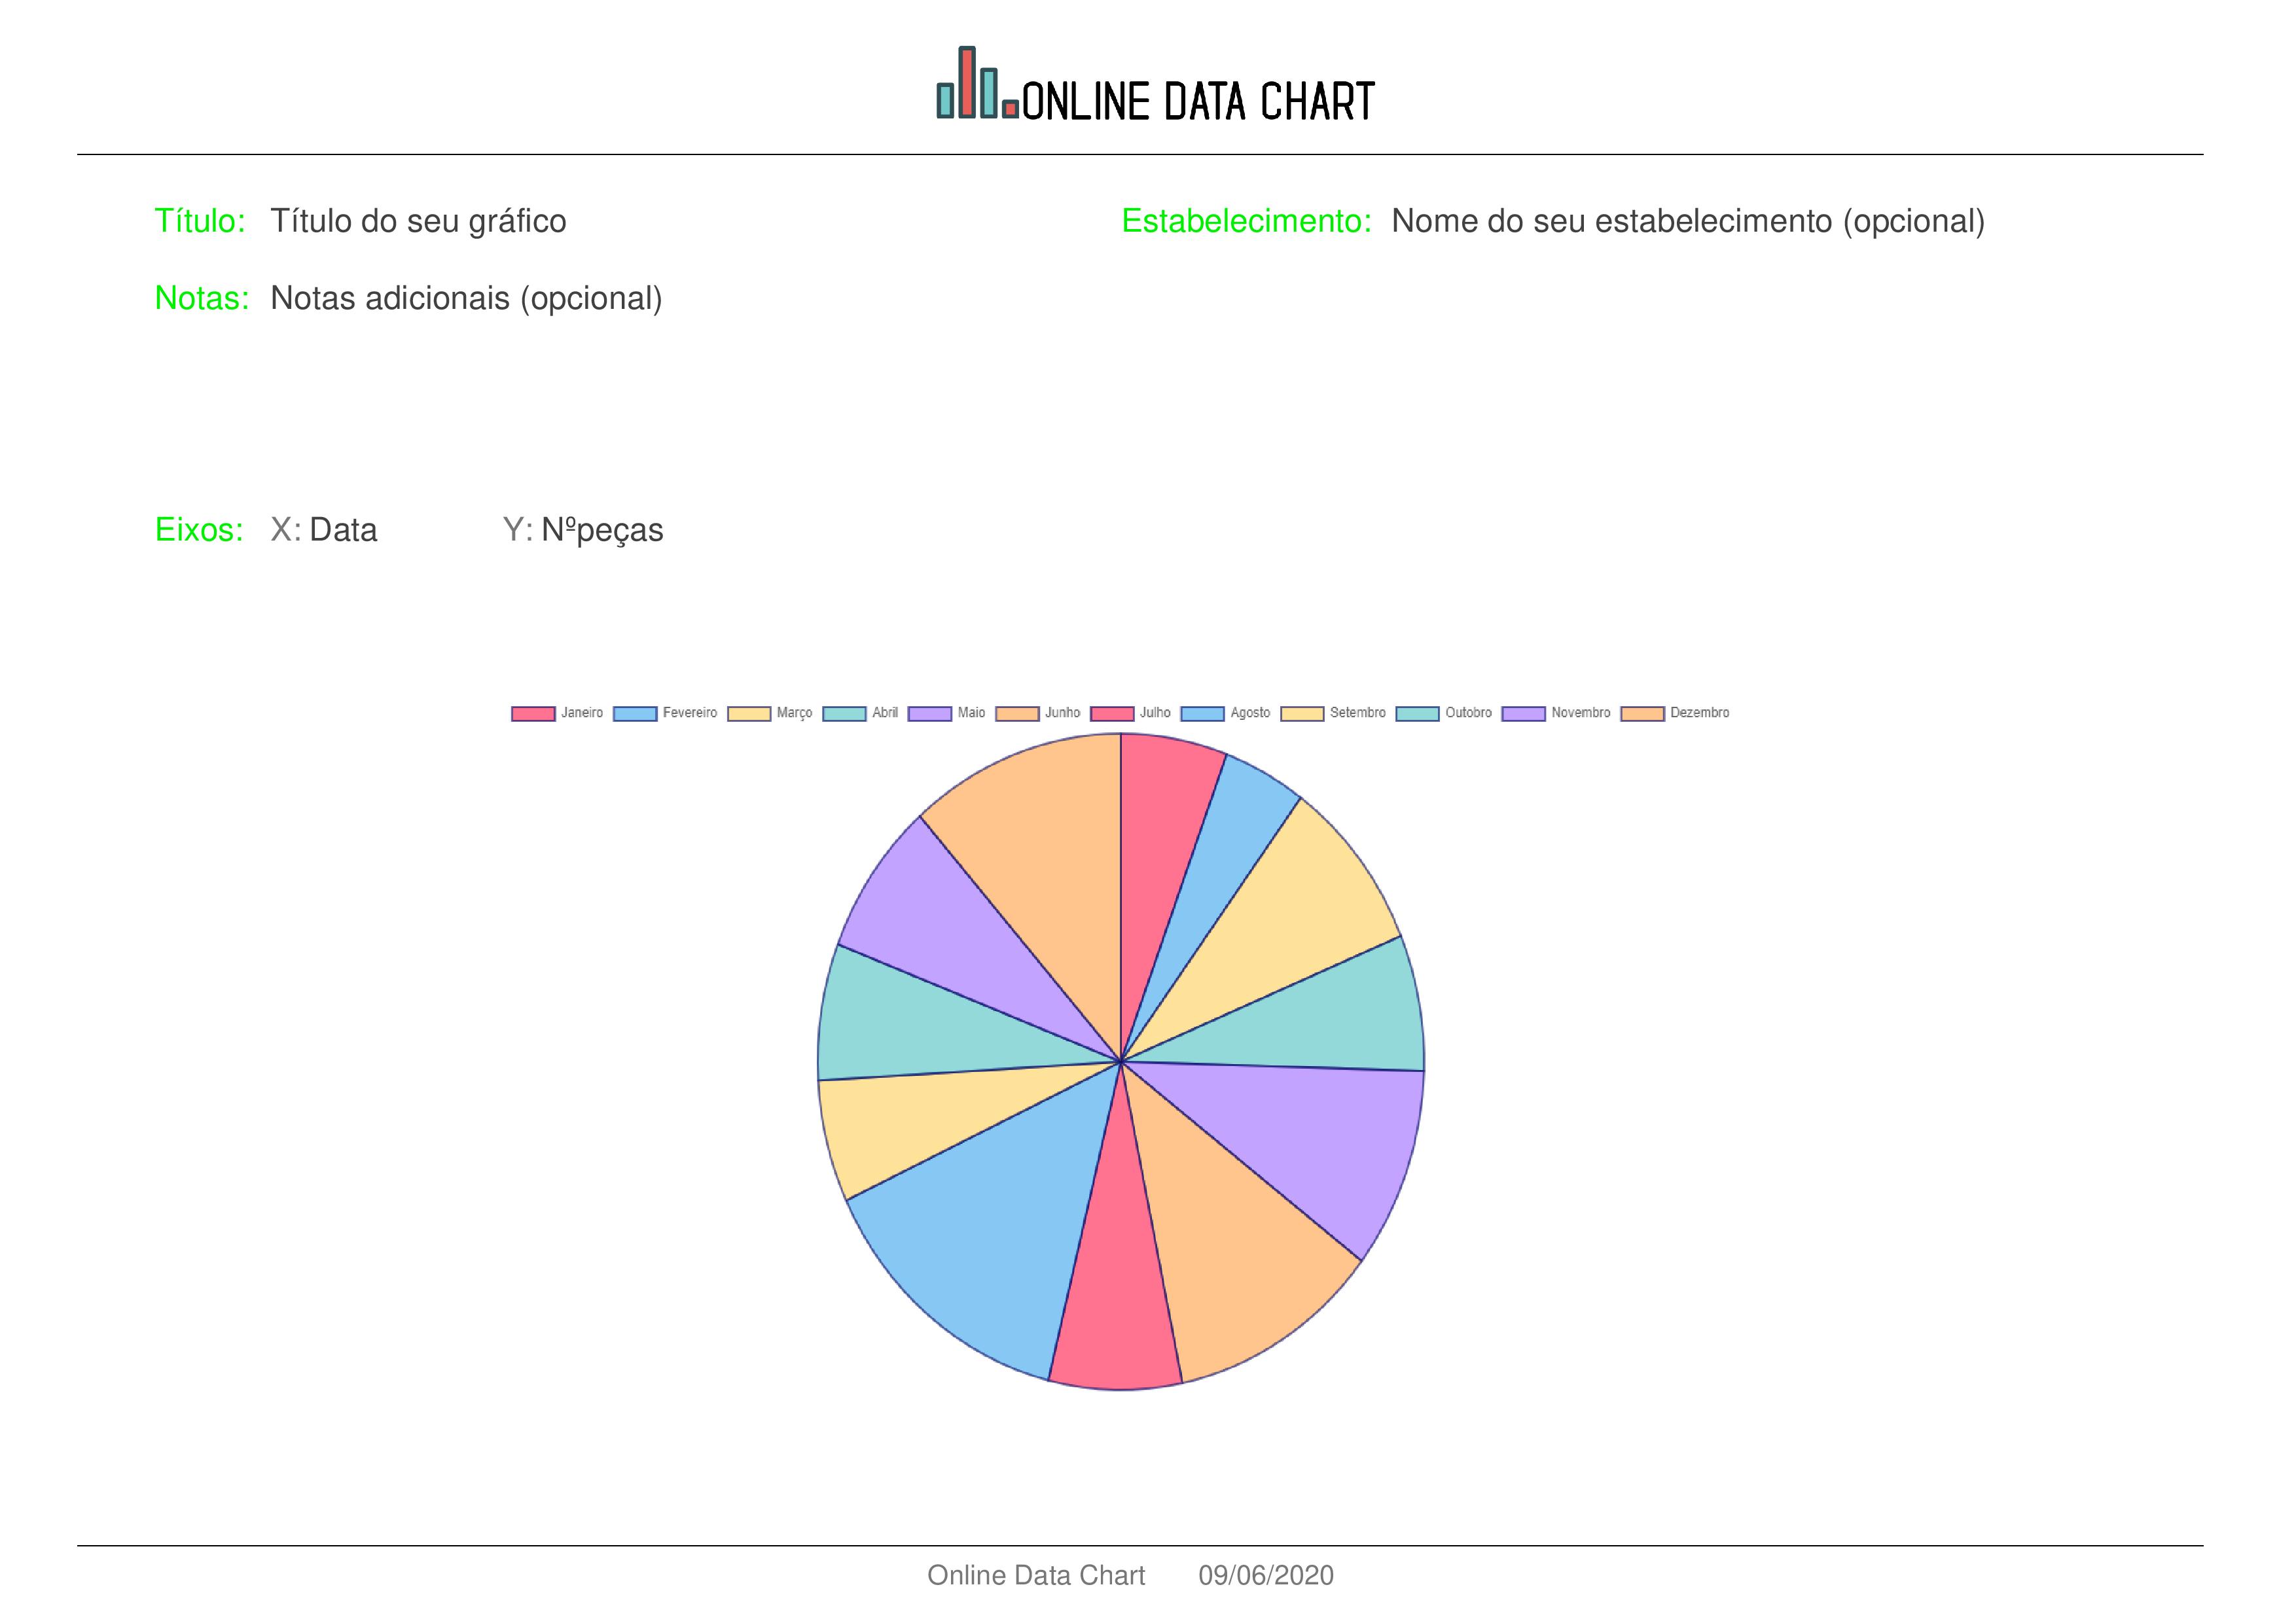 ONLINE DATA CHART
Título: Título do seu gráfico Estabelecimento: Nome do seu estabelecimento (opcional)
Notas: Notas adicionais (opcional)
Eixos: X: Data Y: Nºpeças
Janeiro Fevereiro Março Abril Maio Junho Julho Agosto Setembro Outubro Novembro Dezembro
Online Data Chart 09/06/2020